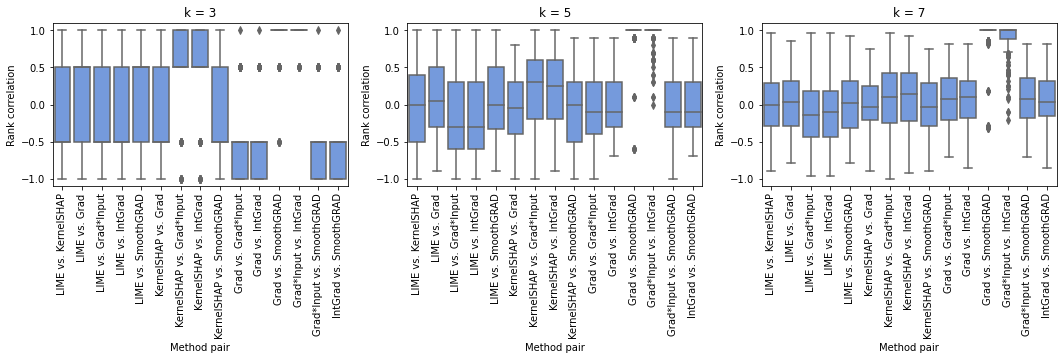 k = 3
Rank correlation
1.0
0.5
0.0
−0.5
−1.0
LIME vs. KernelSHAP
LIME vs. Grad
LIME vs. Grad*Input
LIME vs. IntGrad
LIME vs. SmoothGRAD
KernelSHAP vs. Grad
KernelSHAP vs. Grad*Input
KernelSHAP vs. IntGrad
KernelSHAP vs. SmoothGRAD
Grad vs. Grad*Input
Grad vs. IntGrad
Grad vs. SmoothGRAD
Grad*Input vs. IntGrad
Grad*Input vs. SmoothGRAD
IntGrad vs. SmoothGRAD
Method pair
k = 5
Rank correlation
1.0
0.5
0.0
−0.5
−1.0
LIME vs. KernelSHAP
LIME vs. Grad
LIME vs. Grad*Input
LIME vs. IntGrad
LIME vs. SmoothGRAD
KernelSHAP vs. Grad
KernelSHAP vs. Grad*Input
KernelSHAP vs. IntGrad
KernelSHAP vs. SmoothGRAD
Grad vs. Grad*Input
Grad vs. IntGrad
Grad vs. SmoothGRAD
Grad*Input vs. IntGrad
Grad*Input vs. SmoothGRAD
IntGrad vs. SmoothGRAD
Method pair
k = 7
Rank correlation
1.0
0.5
0.0
−0.5
−1.0
LIME vs. KernelSHAP
LIME vs. Grad
LIME vs. Grad*Input
LIME vs. IntGrad
LIME vs. SmoothGRAD
KernelSHAP vs. Grad
KernelSHAP vs. Grad*Input
KernelSHAP vs. IntGrad
KernelSHAP vs. SmoothGRAD
Grad vs. Grad*Input
Grad vs. IntGrad
Grad vs. SmoothGRAD
Grad*Input vs. IntGrad
Grad*Input vs. SmoothGRAD
IntGrad vs. SmoothGRAD
Method pair